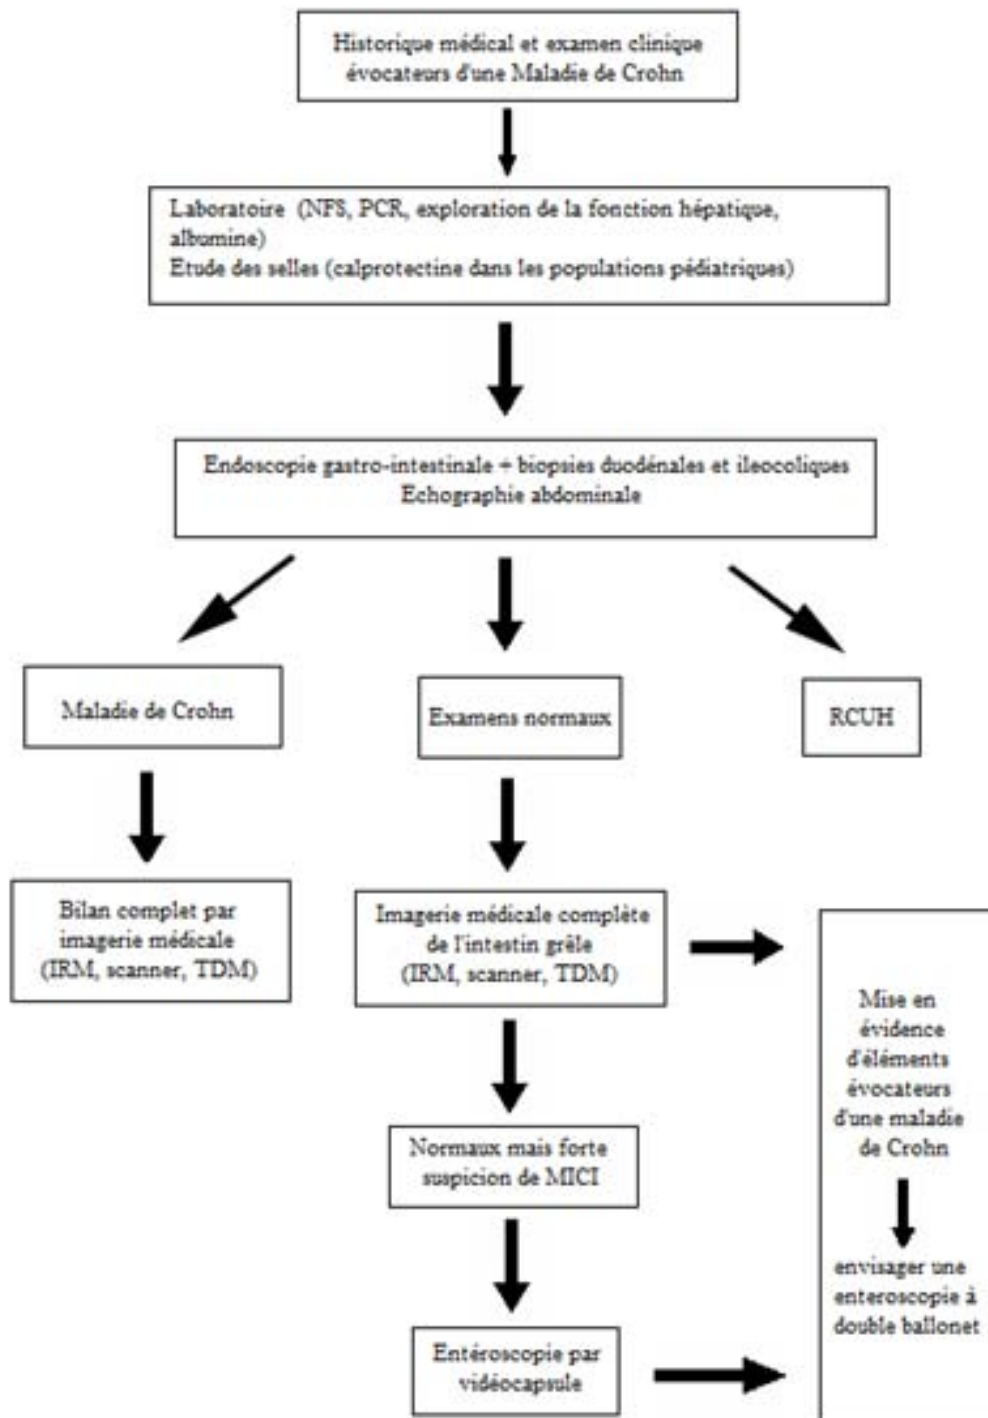 Historique médical et examen clinique
évocateurs d'une Maladie de Crohn
Laboratoire (NFS, PCR, exploration de la fonction hépatique,
albumine)
Etude des selles (calprotectine dans les populations pédiatriques)
Endoscopie gastro-intestinale + biopsies duodénales et ileocoliques
Echographie abdominale
Maladie de Crohn
Examens normaux
RCUH
Bilan complet par
imagerie médicale
(IRM, scanner, TDM)
Imagerie médicale complète
de l'intestin grêle
(IRM, scanner, TDM)
Mise en
évidence
d'éléments
évocateurs
d'une maladie
de Crohn
Normaux mais forte
suspicion de MICI
envisager une
enteroscopie à
double ballonet
Entéroscopie par
vidéocapsule